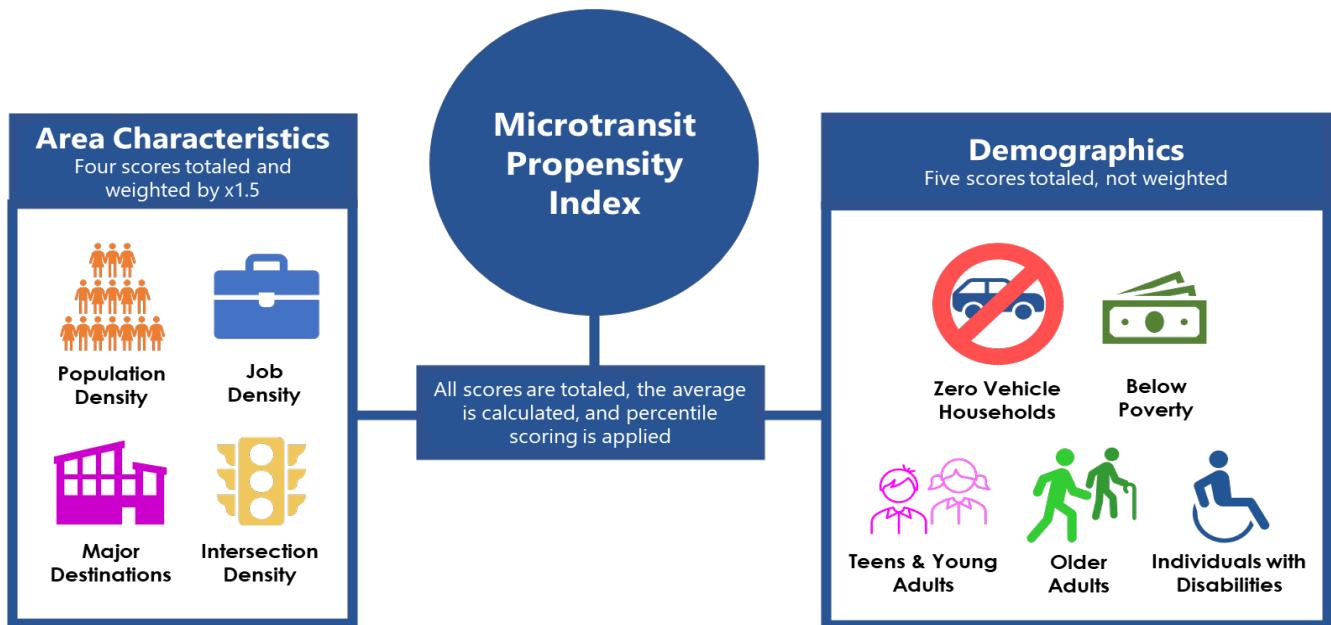 Microtransit
Propensity
Index
Area Characteristics
Four scores totaled and
weighted by x1.5
Population
Density
Job
Density
Major
Destinations
Intersection
Density
All scores are totaled, the average
is calculated, and percentile
scoring is applied
Demographics
Five scores totaled, not weighted
Zero Vehicle
Households
Below
Poverty
Teens & Young
Adults
Older
Adults
Individuals with
Disabilities